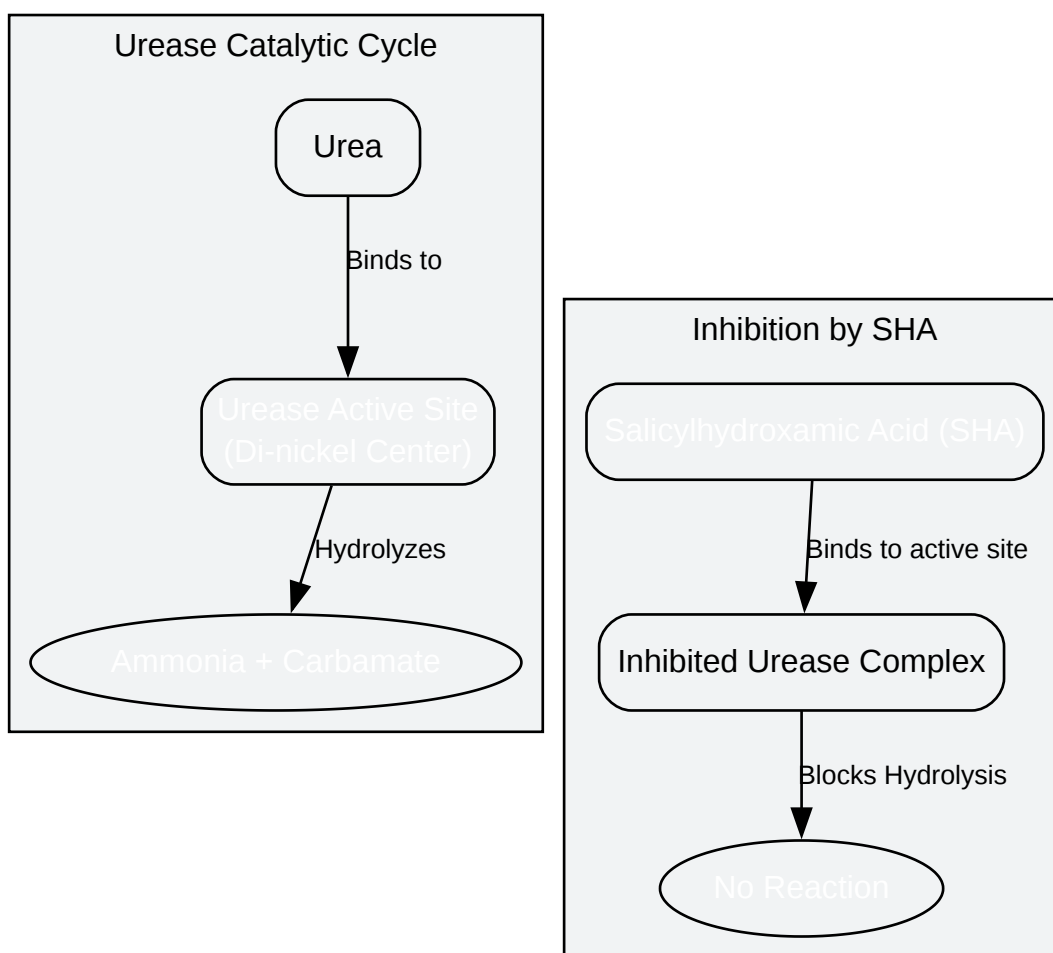 Urease Catalytic Cycle
Urea
Binds to
Urease Active Site
(Di-nickel Center)
Hydrolyzes
Ammonia + Carbamate
Inhibition by SHA
Salicylhydroxamic Acid (SHA)
Binds to active site
Inhibited Urease Complex
Blocks Hydrolysis
No Reaction